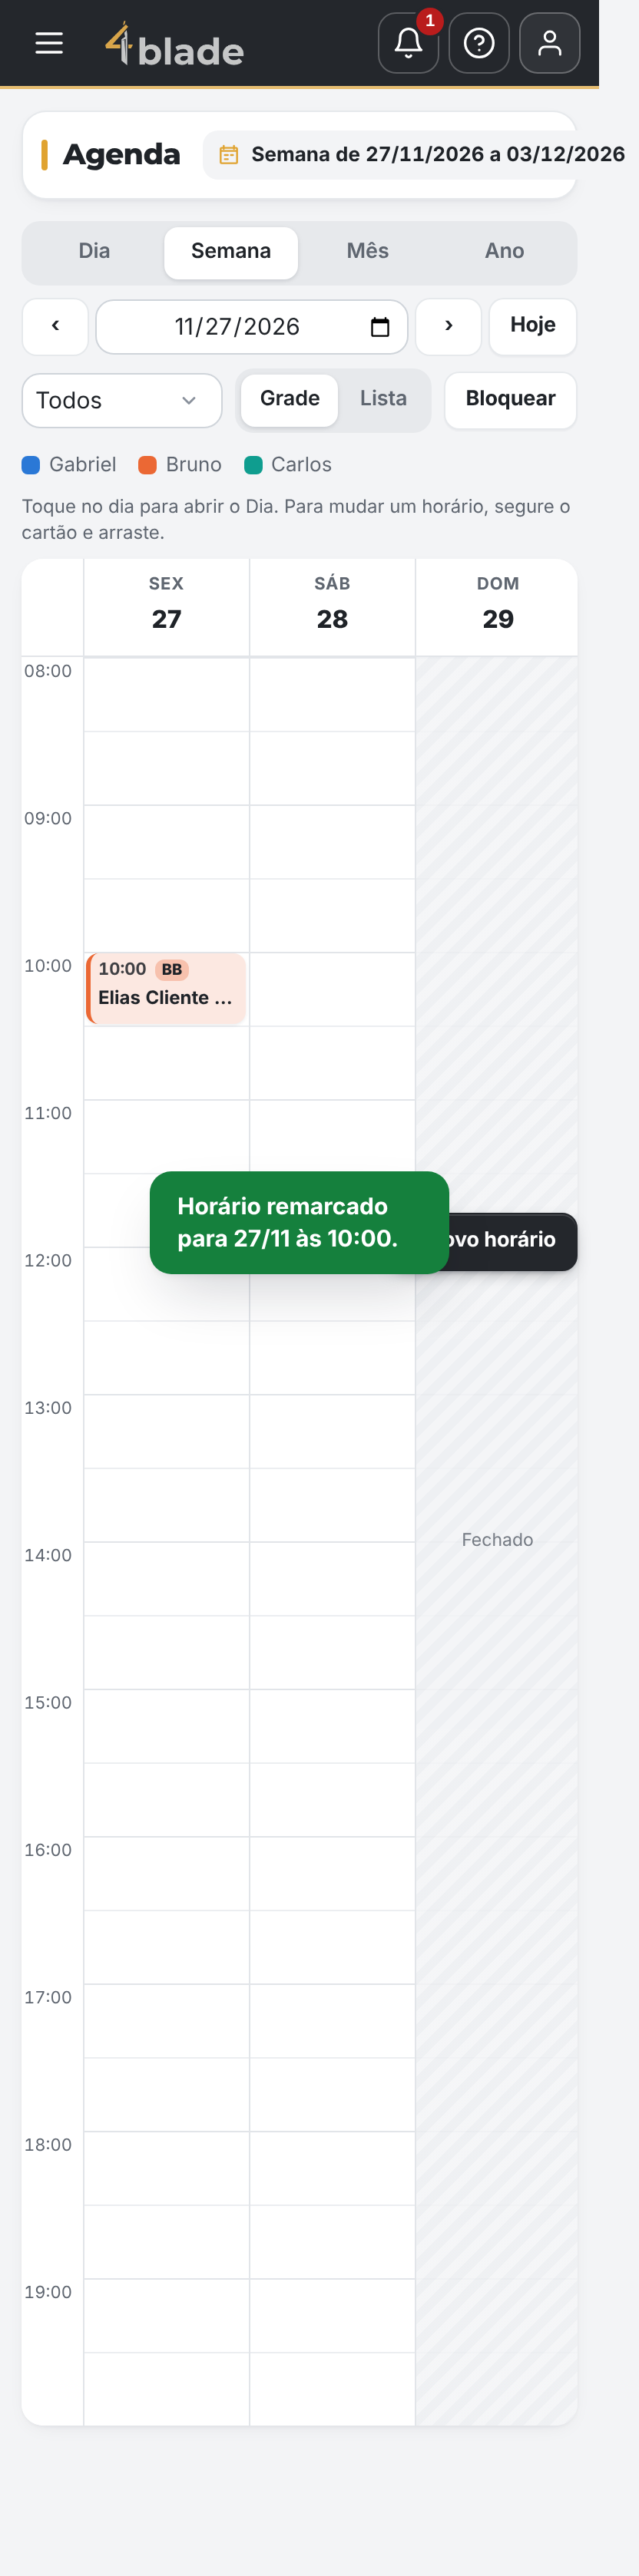 1
4blade
Agenda
Semana de 27/11/2026 a 03/12/2026
Dia Semana Mês Ano
‹ 11/27/2026 › Hoje
Todos Grade Lista Bloquear
Gabriel Bruno Carlos
Toque no dia para abrir o Dia. Para mudar um horário, segure o
cartão e arraste.
SEX SÁB DOM
27 28 29
08:00
09:00
10:00
10:00 BB
Elias Cliente ...
11:00
Horário remarcado
para 27/11 às 10:00.
horário
12:00
13:00
Fechado
14:00
15:00
16:00
17:00
18:00
19:00